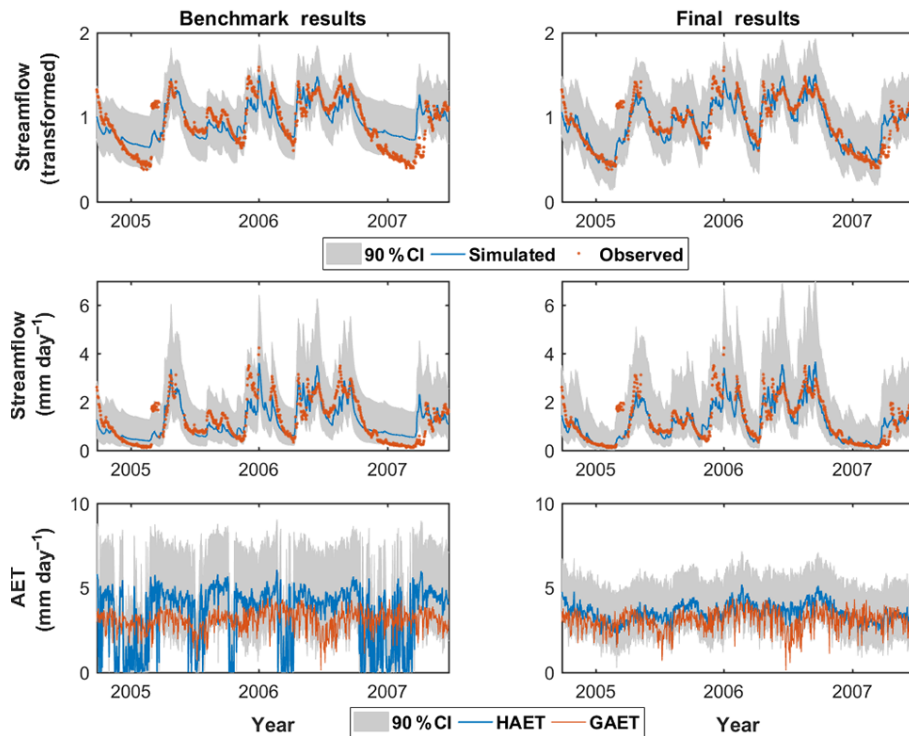 Benchmark results
Final results
Streamflow
(transformed)
2
1
0
2005
2006
2007
2
1
0
2005
2006
2007
90 % CI
Simulated
Observed
Streamflow
(mm day⁻¹)
6
4
2
0
2005
2006
2007
6
4
2
0
2005
2006
2007
AET
(mm day⁻¹)
10
5
0
2005
2006
2007
10
5
0
2005
2006
2007
Year
Year
90 % CI
HAET
GAET